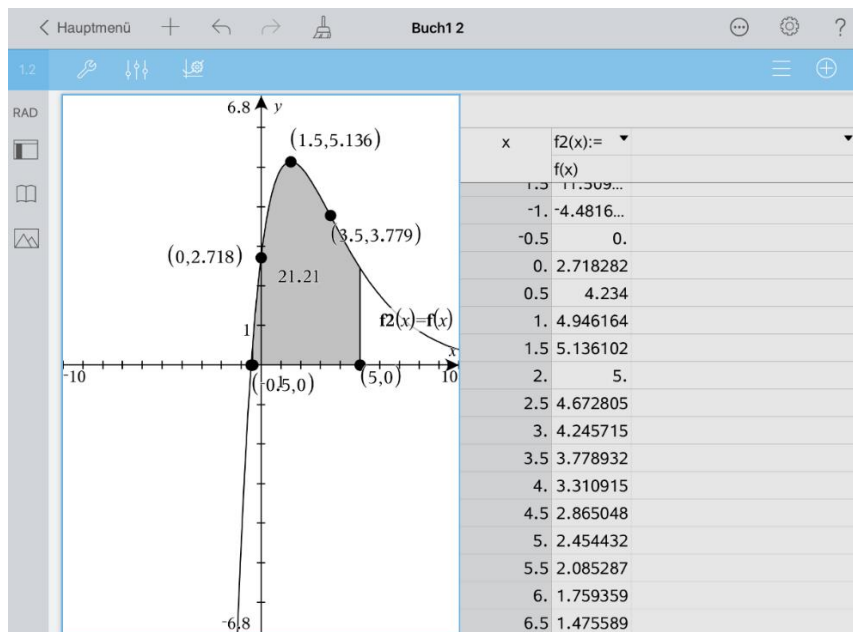 Hauptmenü Buch1 2 ?
1.2
RAD
6.8 y
(1.5,5.136)
(3.5,3.779)
(0,2.718)
21.21
f2(x)=f(x)
1
x
-10 (-0.5,0) (5,0) 10
-6.8
x f2(x):=
f(x)
-1. -4.4816...
-0.5 0.
0. 2.718282
0.5 4.234
1. 4.946164
1.5 5.136102
2. 5.
2.5 4.672805
3. 4.245715
3.5 3.778932
4. 3.310915
4.5 2.865048
5. 2.454432
5.5 2.085287
6. 1.759359
6.5 1.475589